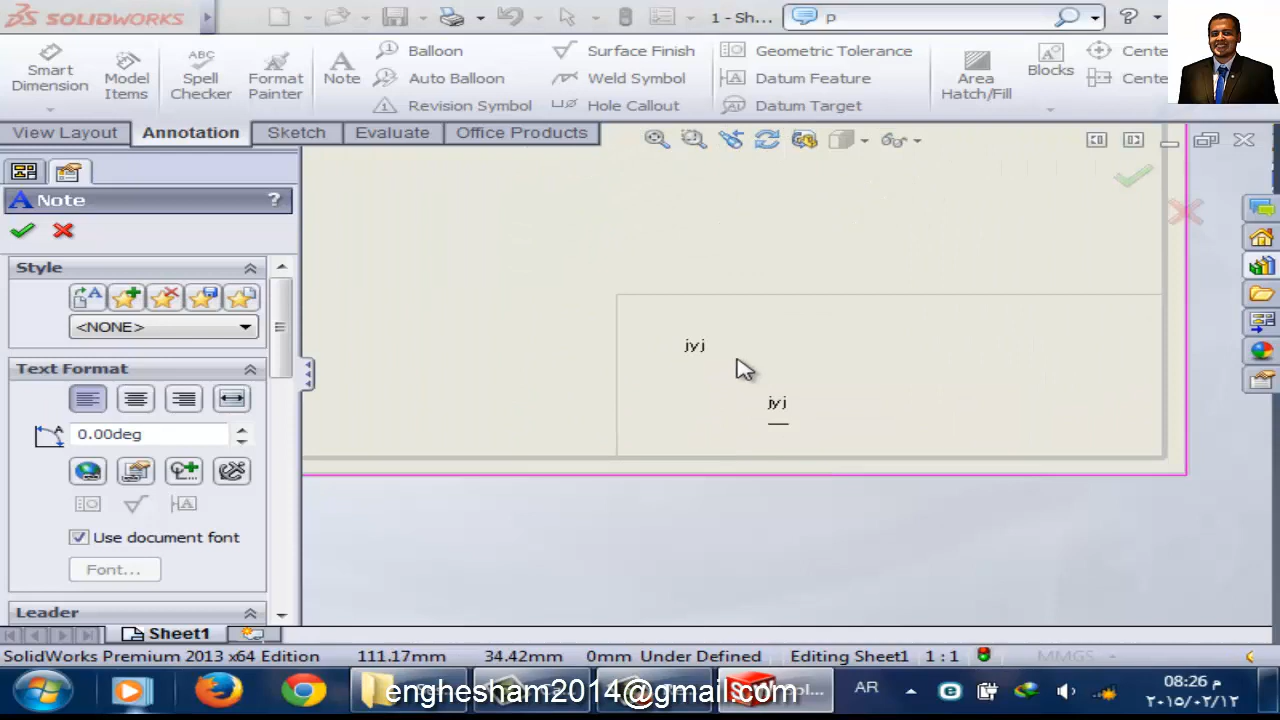 SOLIDWORKS
1 - Sh...
p
Smart Dimension
Model Items
ABC
Spell Checker
Format Painter
A
Note
Balloon
Auto Balloon
Revision Symbol
Surface Finish
Weld Symbol
Hole Callout
Geometric Tolerance
Datum Feature
Datum Target
Area Hatch/Fill
Blocks
Cente
Cente
View Layout
Annotation
Sketch
Evaluate
Office Products
A Note
?
Style
<NONE>
Text Format
0.00deg
Use document font
Font...
Leader
jyj
jyj
Sheet1
SolidWorks Premium 2013 x64 Edition
111.17mm
34.42mm
0mm
Under Defined
Editing Sheet1
1 : 1
MMGS
enghesham2014@gmail.com
AR
08:26 م
٢٠١٥/٠٢/١٢